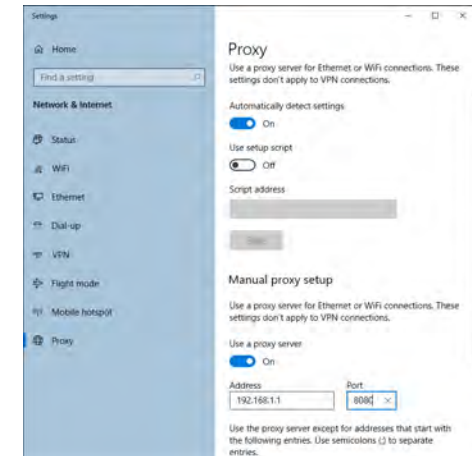 Settings
Home
Find a setting
Network & Internet
Status
WiFi
Ethernet
Dial-up
VPN
Flight mode
Mobile hotspot
Proxy
Proxy
Use a proxy server for Ethernet or WiFi connections. These
settings don't apply to VPN connections.
Automatically detect settings
On
Use setup script
Off
Script address
Manual proxy setup
Use a proxy server for Ethernet or WiFi connections. These
settings don't apply to VPN connections.
Use a proxy server
On
Address Port
192.168.1.1 8080
Use the proxy server except for addresses that start with
the following entries. Use semicolons (;) to separate
entries.